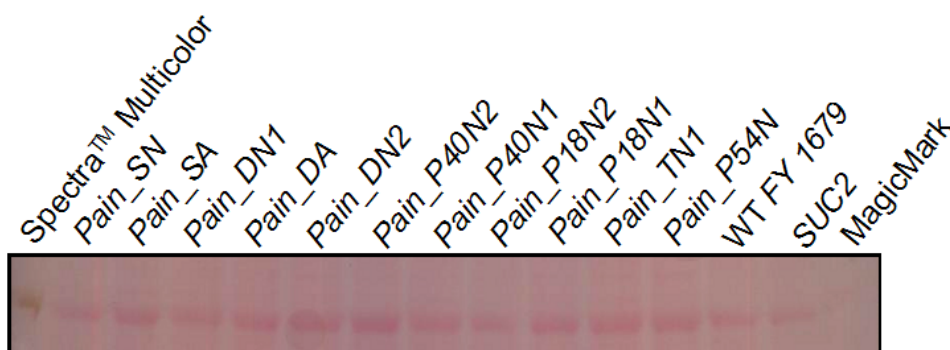 Spectra™ Multicolor
Pain_SN
Pain_SA
Pain_DN1
Pain_DA
Pain_DN2
Pain_P40N2
Pain_P40N1
Pain_P18N2
Pain_P18N1
Pain_TN1
Pain_P54N
WT FY 1679
SUC2
MagicMark